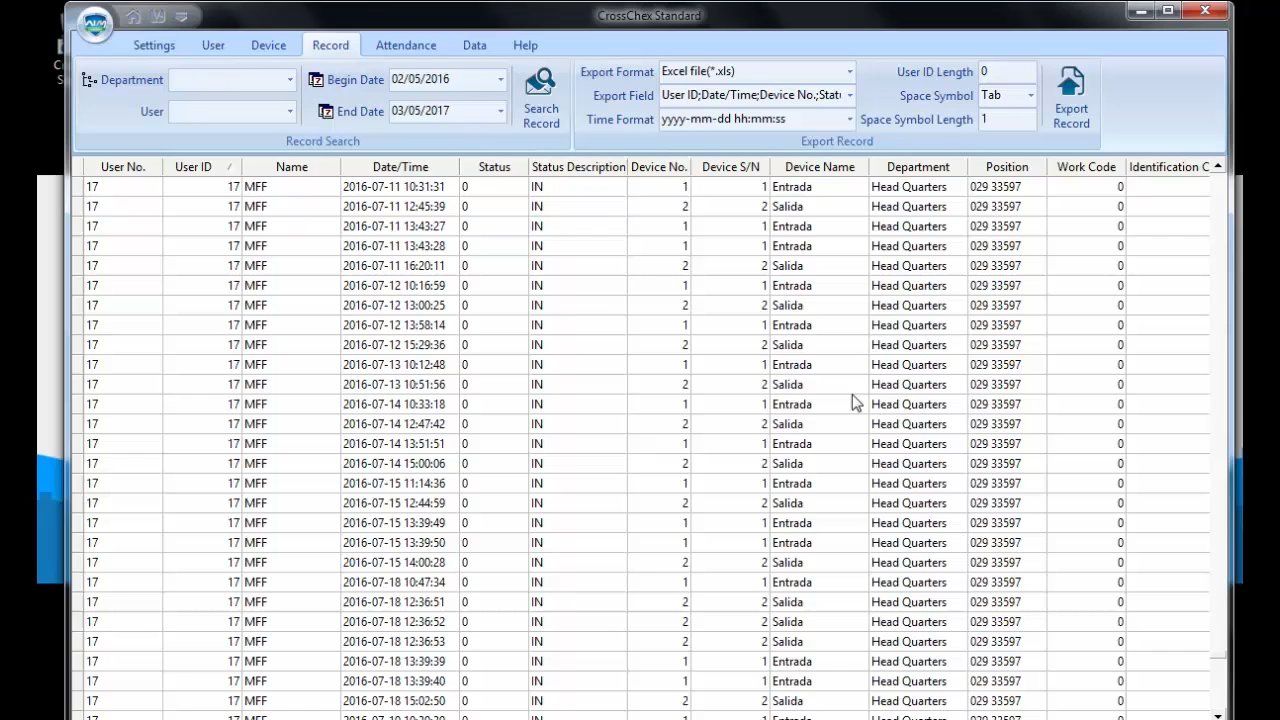 CrossChex Standard
Settings User Device Record Attendance Data Help
Department Begin Date 02/05/2016 Search Record Export Format Excel file(*.xls) User ID Length 0 Export Record
User End Date 03/05/2017 Export Field User ID;Date/Time;Device No.;Stat Space Symbol Tab
Time Format yyyy-mm-dd hh:mm:ss Space Symbol Length 1
Record Search Export Record
User No. User ID Name Date/Time Status Status Description Device No. Device S/N Device Name Department Position Work Code Identification C
17 17 MFF 2016-07-11 10:31:31 0 IN 1 1 Entrada Head Quarters 029 33597 0
17 17 MFF 2016-07-11 12:45:39 0 IN 2 2 Salida Head Quarters 029 33597 0
17 17 MFF 2016-07-11 13:43:27 0 IN 1 1 Entrada Head Quarters 029 33597 0
17 17 MFF 2016-07-11 13:43:28 0 IN 1 1 Entrada Head Quarters 029 33597 0
17 17 MFF 2016-07-11 16:20:11 0 IN 2 2 Salida Head Quarters 029 33597 0
17 17 MFF 2016-07-12 10:16:59 0 IN 1 1 Entrada Head Quarters 029 33597 0
17 17 MFF 2016-07-12 13:00:25 0 IN 2 2 Salida Head Quarters 029 33597 0
17 17 MFF 2016-07-12 13:58:14 0 IN 1 1 Entrada Head Quarters 029 33597 0
17 17 MFF 2016-07-12 15:29:36 0 IN 2 2 Salida Head Quarters 029 33597 0
17 17 MFF 2016-07-13 10:12:48 0 IN 1 1 Entrada Head Quarters 029 33597 0
17 17 MFF 2016-07-13 10:51:56 0 IN 2 2 Salida Head Quarters 029 33597 0
17 17 MFF 2016-07-14 10:33:18 0 IN 1 1 Entrada Head Quarters 029 33597 0
17 17 MFF 2016-07-14 12:47:42 0 IN 2 2 Salida Head Quarters 029 33597 0
17 17 MFF 2016-07-14 13:51:51 0 IN 1 1 Entrada Head Quarters 029 33597 0
17 17 MFF 2016-07-14 15:00:06 0 IN 2 2 Salida Head Quarters 029 33597 0
17 17 MFF 2016-07-15 11:14:36 0 IN 1 1 Entrada Head Quarters 029 33597 0
17 17 MFF 2016-07-15 12:44:59 0 IN 2 2 Salida Head Quarters 029 33597 0
17 17 MFF 2016-07-15 13:39:49 0 IN 1 1 Entrada Head Quarters 029 33597 0
17 17 MFF 2016-07-15 13:39:50 0 IN 1 1 Entrada Head Quarters 029 33597 0
17 17 MFF 2016-07-15 14:00:28 0 IN 2 2 Salida Head Quarters 029 33597 0
17 17 MFF 2016-07-18 10:47:34 0 IN 1 1 Entrada Head Quarters 029 33597 0
17 17 MFF 2016-07-18 12:36:51 0 IN 2 2 Salida Head Quarters 029 33597 0
17 17 MFF 2016-07-18 12:36:52 0 IN 2 2 Salida Head Quarters 029 33597 0
17 17 MFF 2016-07-18 12:36:53 0 IN 2 2 Salida Head Quarters 029 33597 0
17 17 MFF 2016-07-18 13:39:39 0 IN 1 1 Entrada Head Quarters 029 33597 0
17 17 MFF 2016-07-18 13:39:40 0 IN 1 1 Entrada Head Quarters 029 33597 0
17 17 MFF 2016-07-18 15:02:50 0 IN 2 2 Salida Head Quarters 029 33597 0